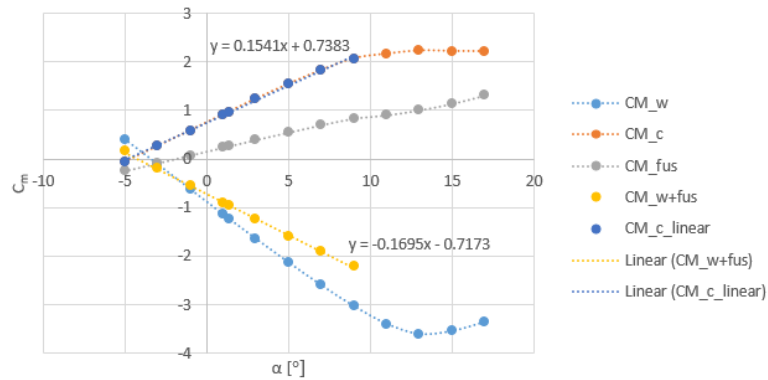 3
y = 0.1541x + 0.7383
2
1
0
Cm
-10
-5
0
5
10
15
20
-1
y = -0.1695x - 0.7173
-2
-3
-4
α [°]
CM_w
CM_c
CM_fus
CM_w+fus
CM_c_linear
Linear (CM_w+fus)
Linear (CM_c_linear)